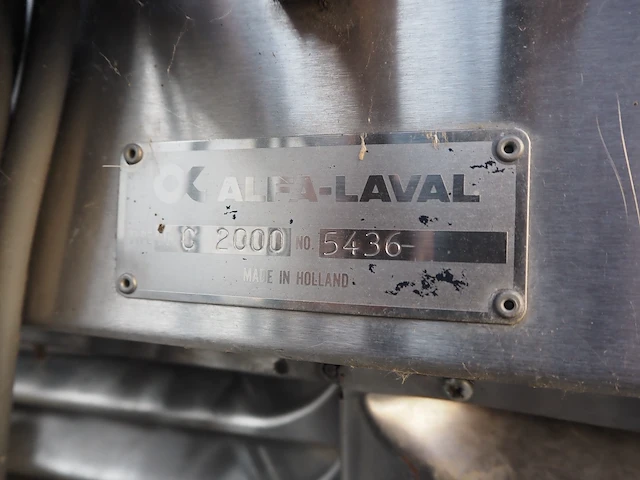 ALFA-LAVAL
C 2000 NO. 5436-
MADE IN HOLLAND